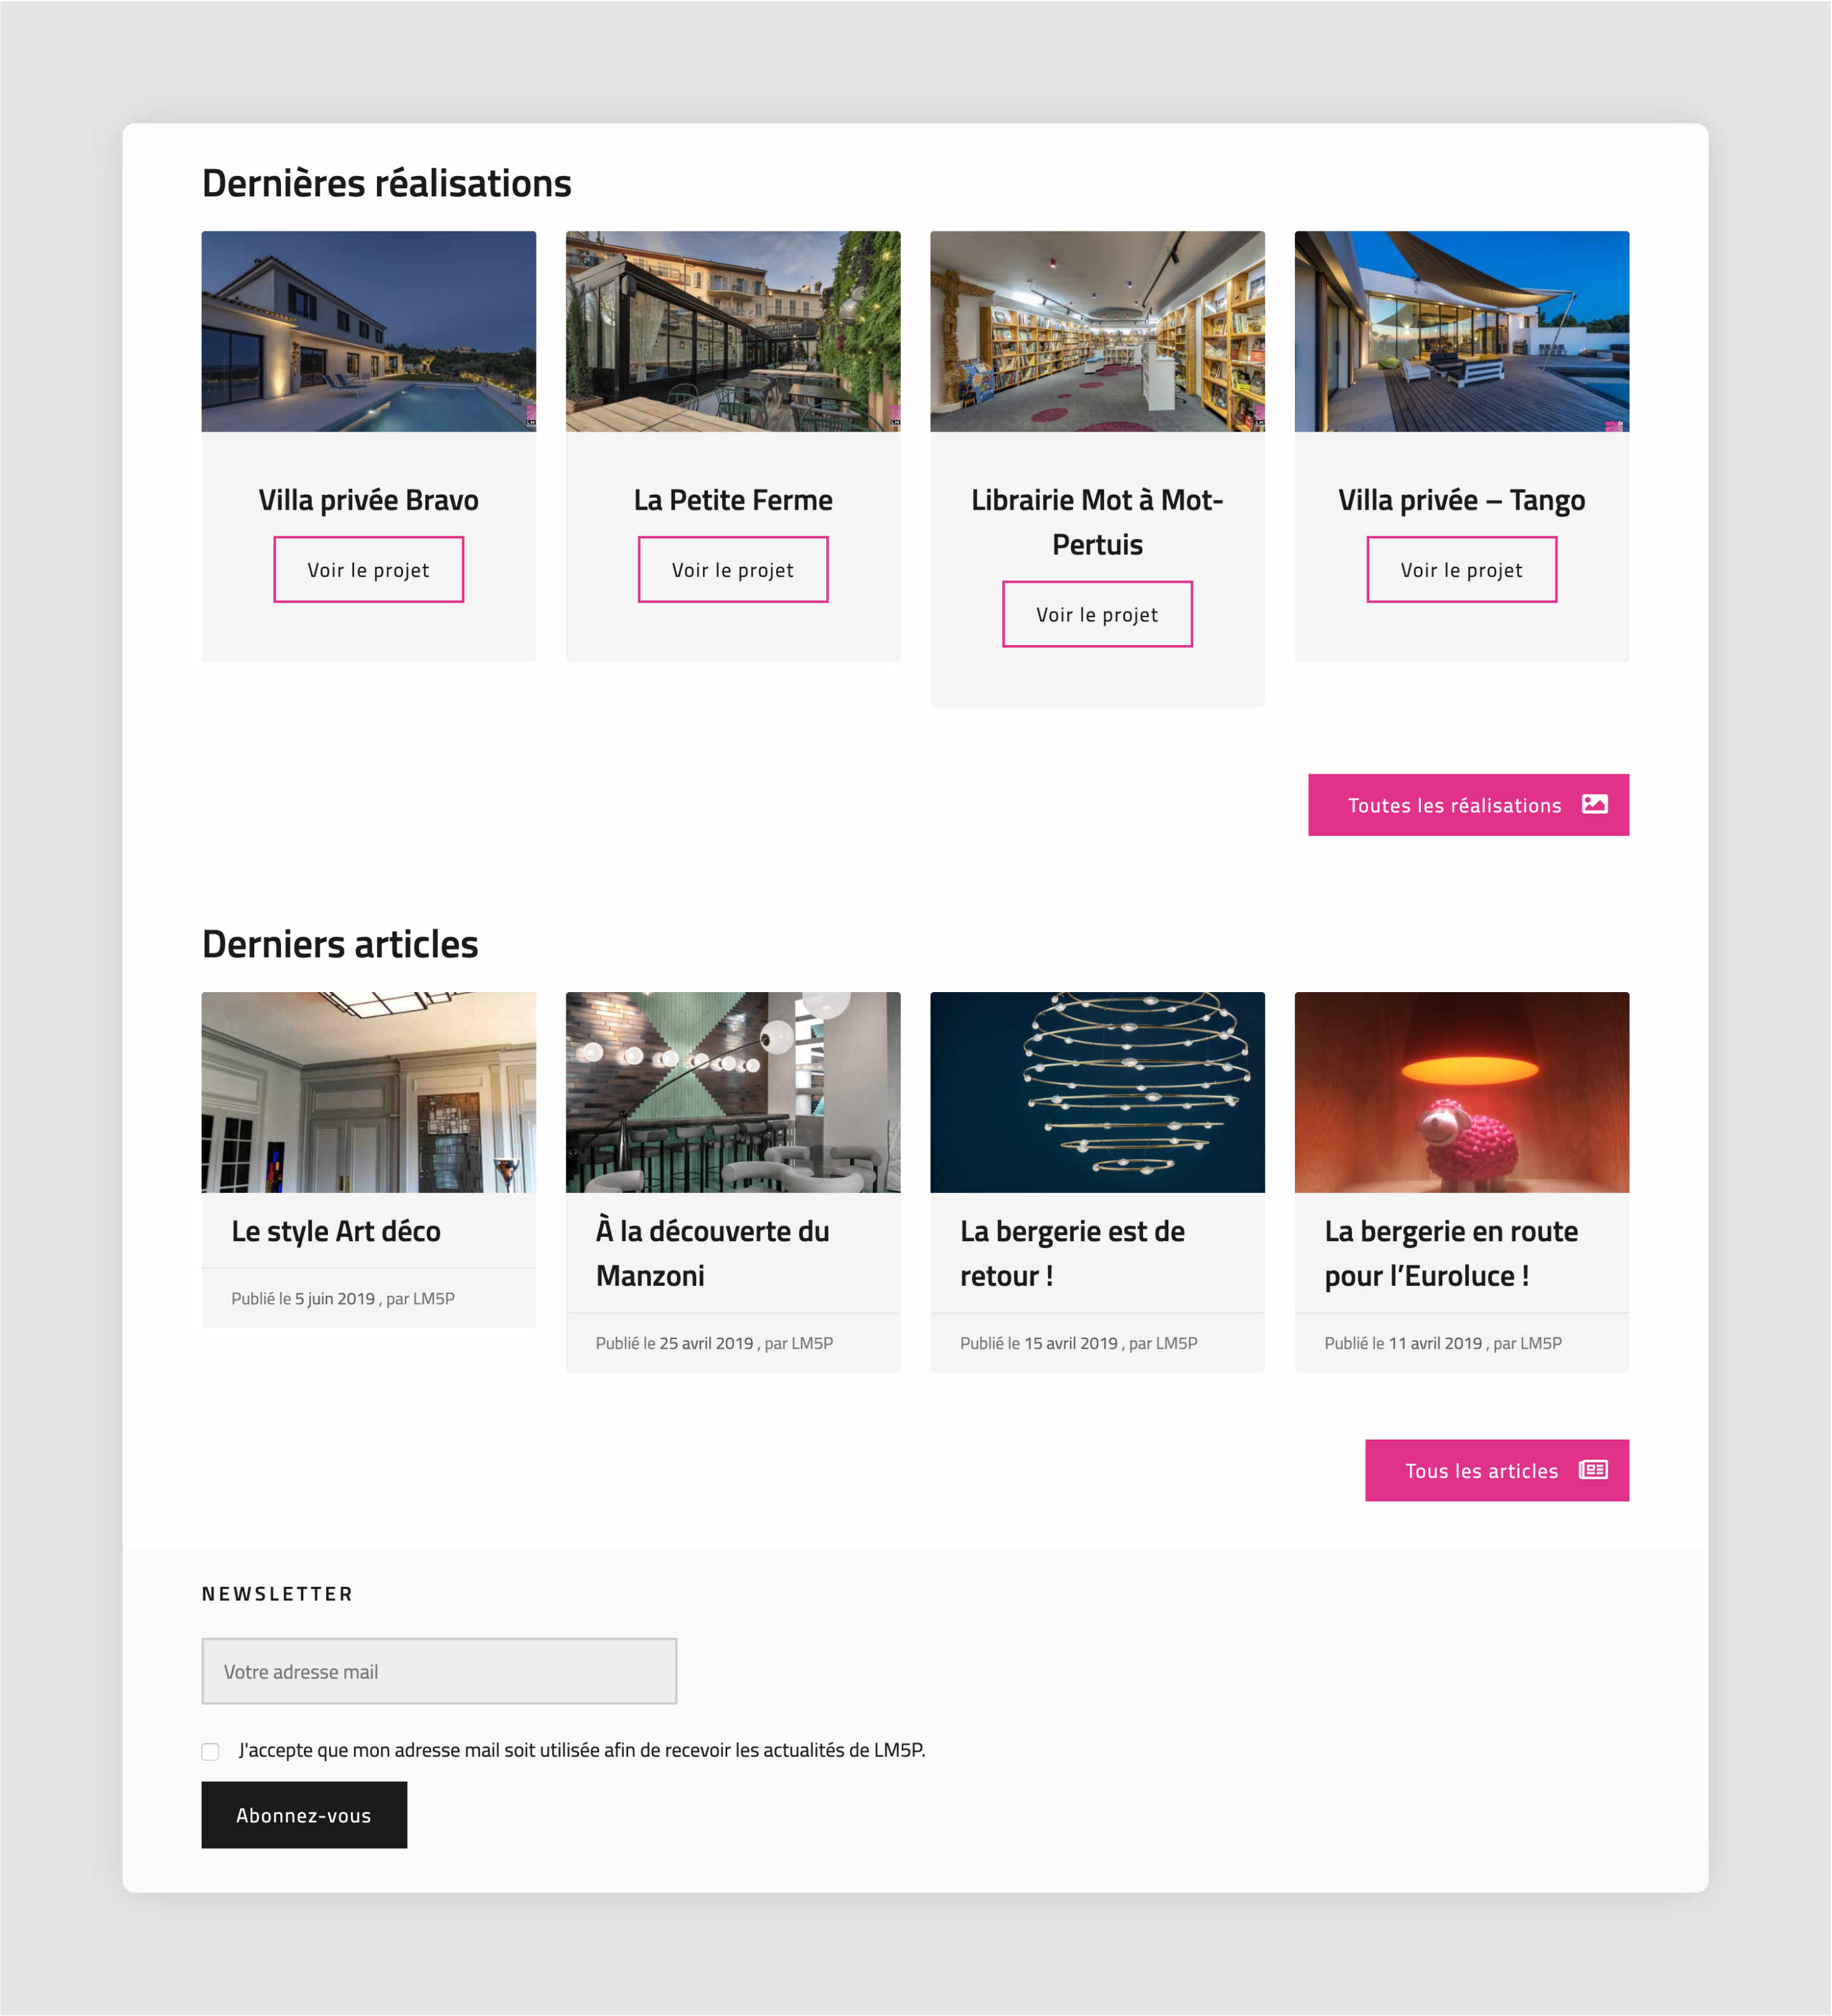 Dernières réalisations
Villa privée Bravo
Voir le projet
La Petite Ferme
Voir le projet
Librairie Mot à Mot-
Pertuis
Voir le projet
Villa privée – Tango
Voir le projet
Toutes les réalisations
Derniers articles
Le style Art déco
Publié le 5 juin 2019 , par LM5P
À la découverte du
Manzoni
Publié le 25 avril 2019 , par LM5P
La bergerie est de
retour !
Publié le 15 avril 2019 , par LM5P
La bergerie en route
pour l’Euroluce !
Publié le 11 avril 2019 , par LM5P
Tous les articles
NEWSLETTER
Votre adresse mail
J'accepte que mon adresse mail soit utilisée afin de recevoir les actualités de LM5P.
Abonnez-vous